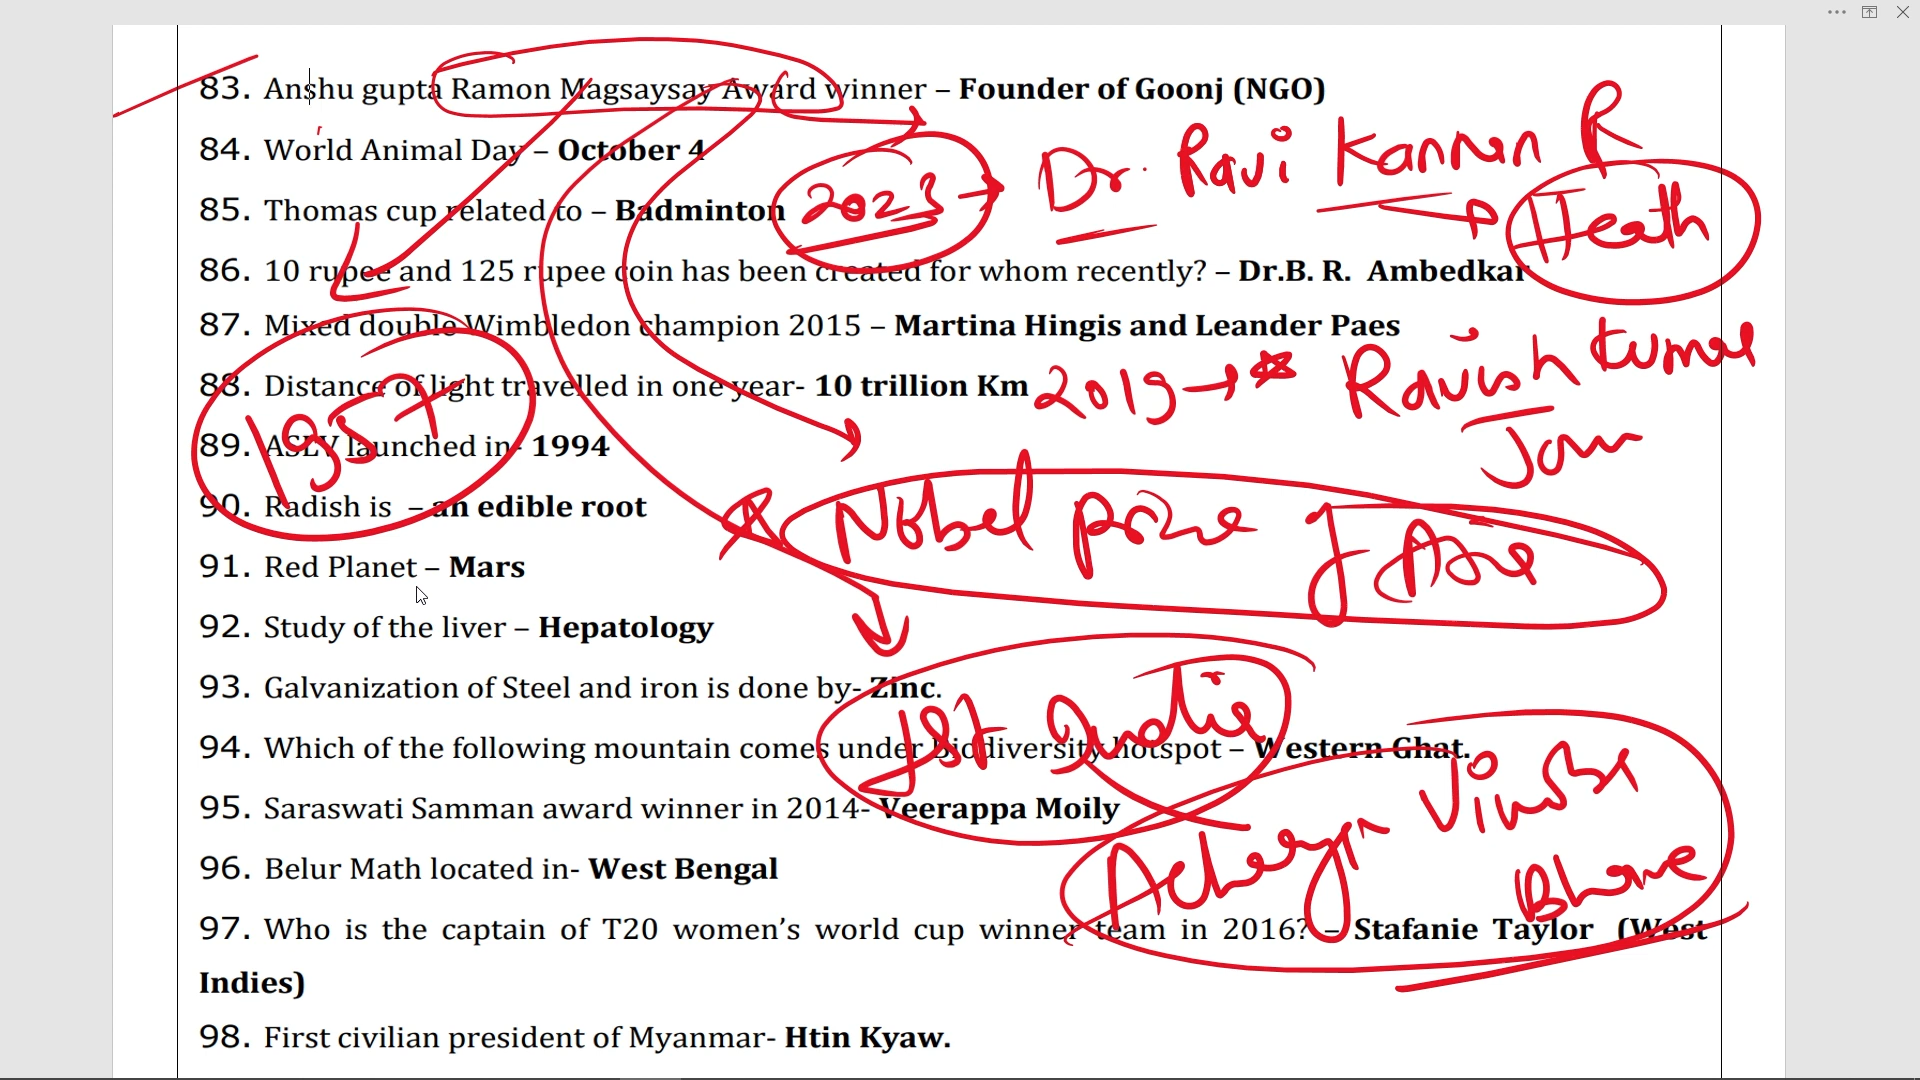 83. Anshu gupta Ramon Magsaysay Award winner – Founder of Goonj (NGO)
84. World Animal Day – October 4
2023 → Dr. Ravi Kannan R
→ Heath
85. Thomas cup related to – Badminton
86. 10 rupee and 125 rupee coin has been created for whom recently? – Dr.B. R. Ambedkar
87. Mixed double Wimbledon champion 2015 – Martina Hingis and Leander Paes
88. Distance of light travelled in one year- 10 trillion Km
2019 → Ravish Kumar
1957
89. ASLV launched in- 1994
90. Radish is – an edible root
Nobel prize
91. Red Planet – Mars
92. Study of the liver – Hepatology
93. Galvanization of Steel and iron is done by- Zinc.
1st India
94. Which of the following mountain comes under biodiversity hotspot – Western Ghat.
95. Saraswati Samman award winner in 2014- Veerappa Moily
Acharya Vinoba
Bhave
96. Belur Math located in- West Bengal
97. Who is the captain of T20 women’s world cup winner team in 2016? – Stafanie Taylor (West
Indies)
98. First civilian president of Myanmar- Htin Kyaw.